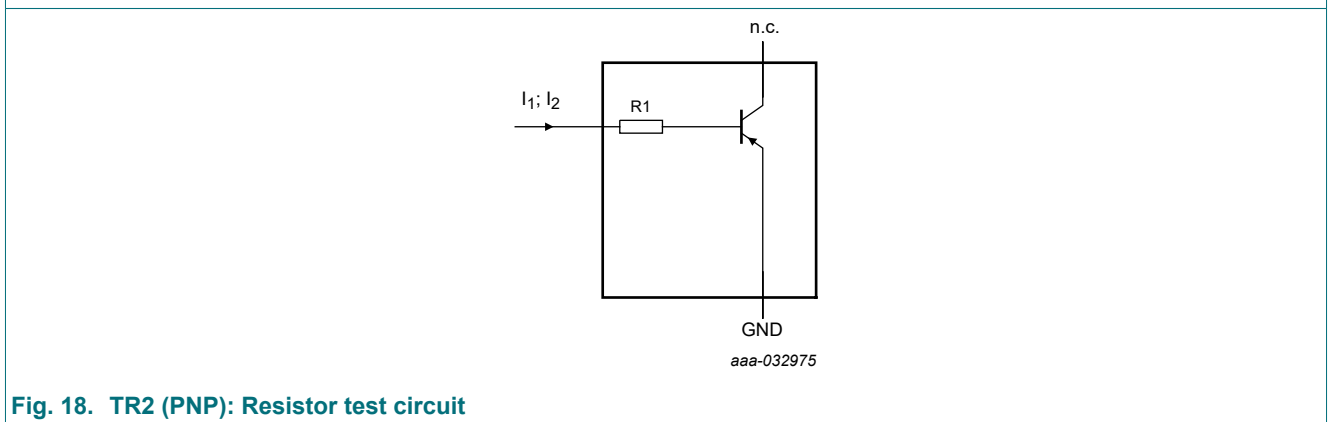 n.c.
I1; I2
R1
GND
aaa-032975
Fig. 18. TR2 (PNP): Resistor test circuit